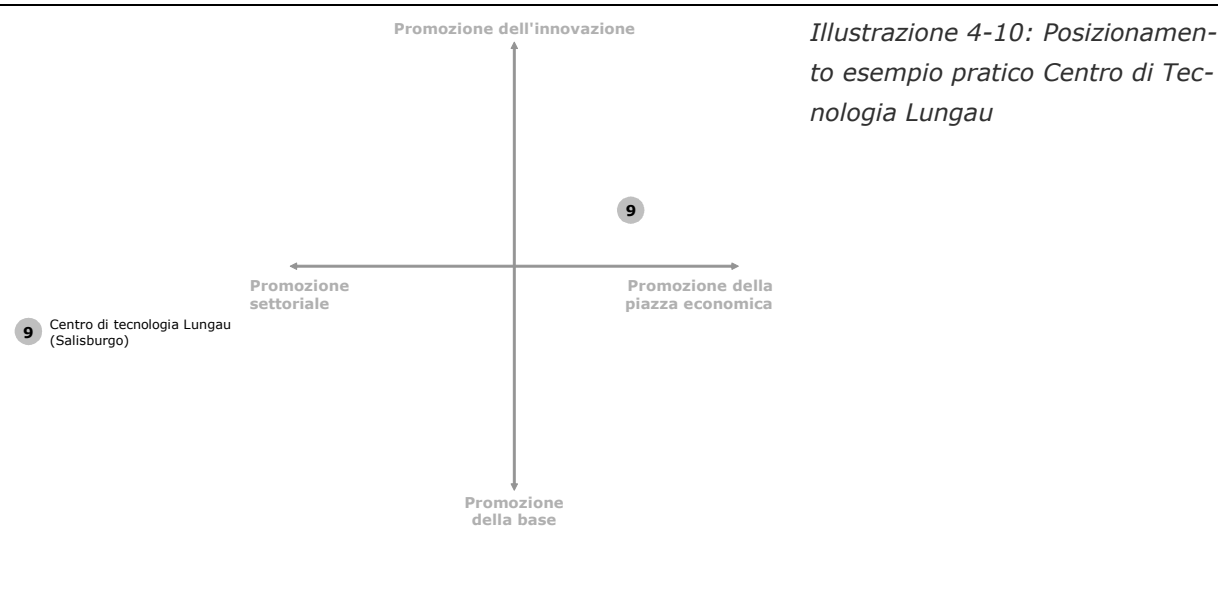 Promozione dell'innovazione
Illustrazione 4-10: Posizionamen-
to esempio pratico Centro di Tec-
nologia Lungau
9
Promozione
settoriale
Promozione della
piazza economica
9 Centro di tecnologia Lungau
(Salisburgo)
Promozione
della base